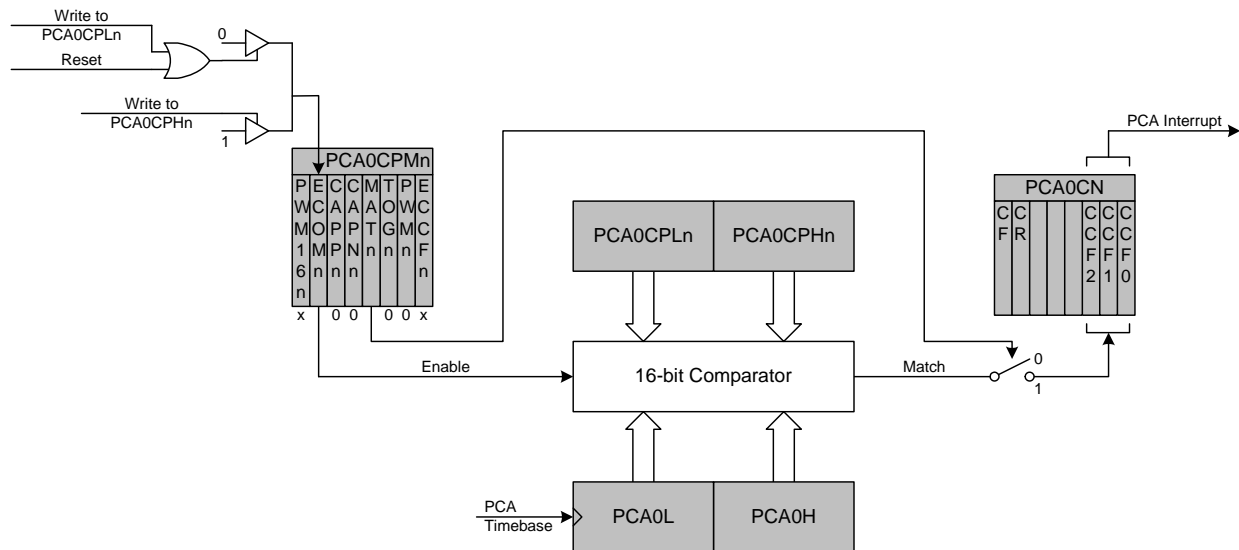 Write to
PCA0CPLn
Reset
0
Write to
PCA0CPHn
1
PCA0CPMn
PWM16n
ECOMn
CAPPn
CAPNn
MATn
TOGn
PWMn
ECCFn
x 0 0 0 0 x
Enable
PCA0CPLn PCA0CPHn
16-bit Comparator
PCA
Timebase
PCA0L PCA0H
Match
0
1
PCA Interrupt
PCA0CN
CF
CR
CCF2
CCF1
CCF0